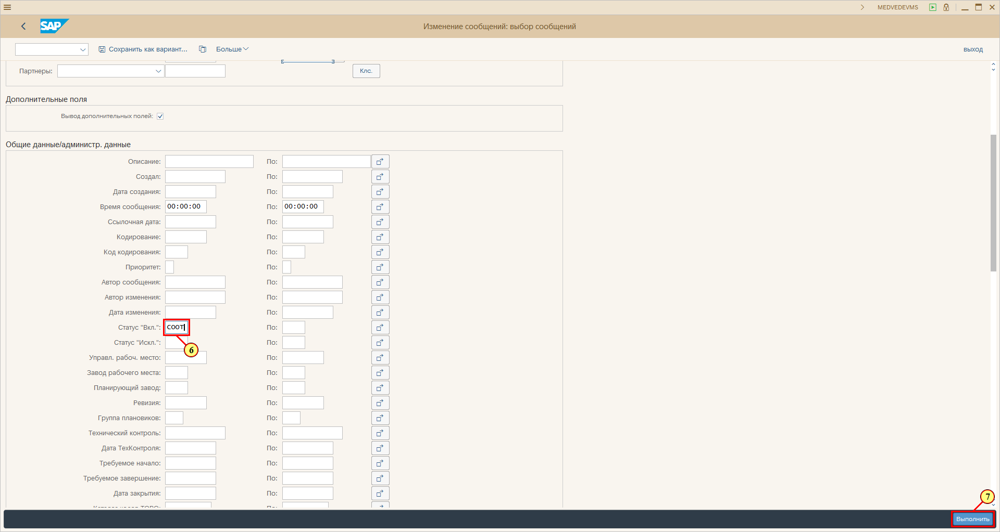 MEDVEDEVMS
SAP
Изменение сообщений: выбор сообщений
Сохранить как вариант...
Больше
выход
Партнеры:
Клс.
Дополнительные поля
Вывод дополнительных полей:
Общие данные/администр. данные
Описание: По:
Создал: По:
Дата создания: По:
Время сообщения: 00:00:00 По: 00:00:00
Ссылочная дата: По:
Кодирование: По:
Код кодирования: По:
Приоритет: По:
Автор сообщения: По:
Автор изменения: По:
Дата изменения: По:
Статус "Вкл.": СООТ По:
Статус "Искл.": По:
6
Управл. рабоч. место: По:
Завод рабочего места: По:
Планирующий завод: По:
Ревизия: По:
Группа плановиков: По:
Технический контроль: По:
Дата ТехКонтроля: По:
Требуемое начало: По:
Требуемое завершение: По:
Дата закрытия: По:
7
Выполнить